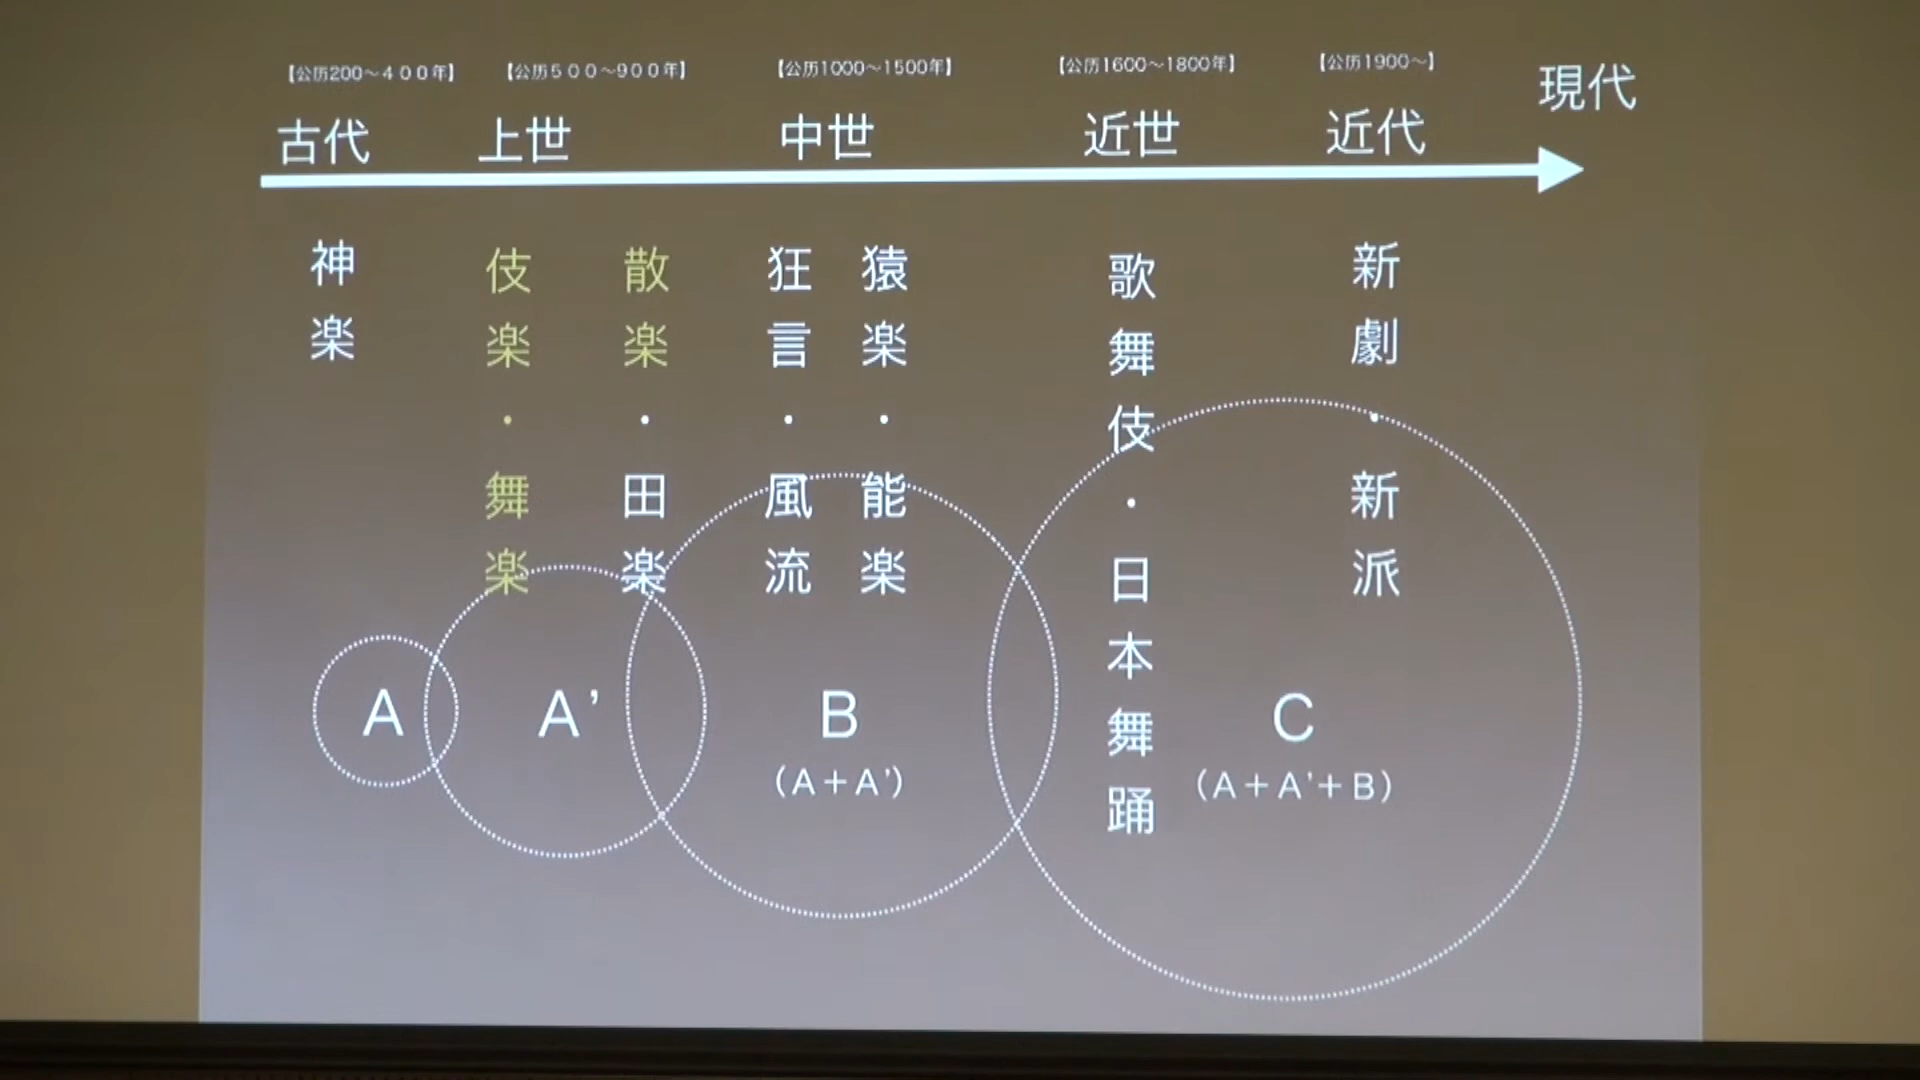 【公历200～４００年】
【公历５００～９００年】
【公历1000～1500年】
【公历1600～1800年】
【公历1900～】
古代
上世
中世
近世
近代
現代
神楽
伎楽・舞楽
散楽・田楽
狂言・風流
猿楽・能楽
歌舞伎・日本舞踊
新劇・新派
A
A’
B
（A＋A’）
C
（A＋A’＋B）